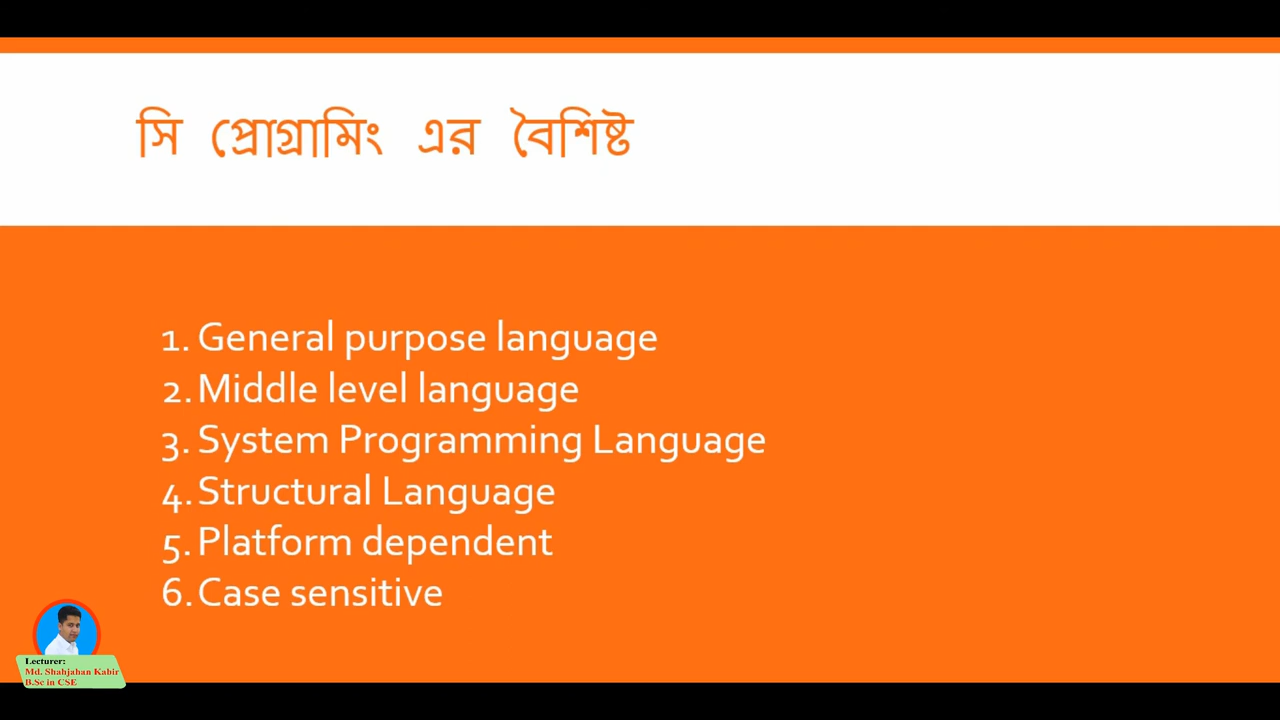 সি প্রোগ্রামিং এর বৈশিষ্ট
1. General purpose language
2. Middle level language
3. System Programming Language
4. Structural Language
5. Platform dependent
6. Case sensitive
Lecturer:
Md. Shahjahan Kabir
B.Sc in CSE